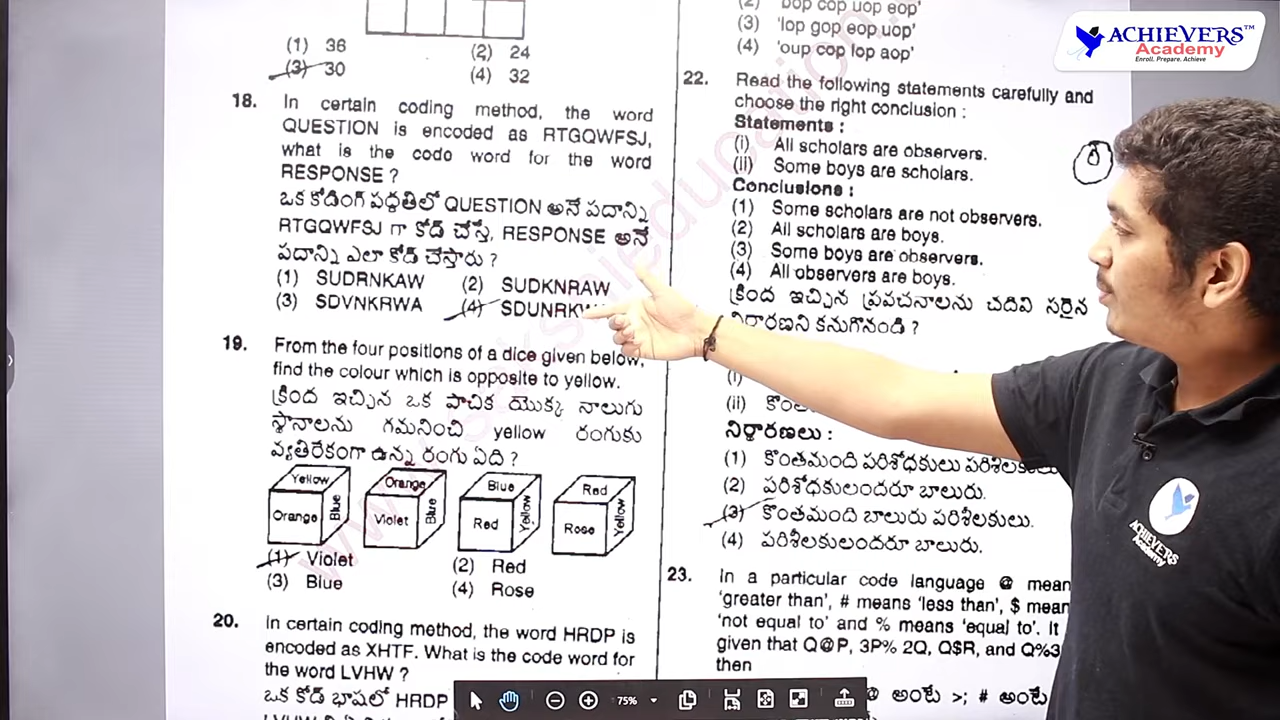 (1) 36
(2) 24
(3) 30
(4) 32
18. In certain coding method, the word
QUESTION is encoded as RTGQWFSJ,
what is the code word for the word
RESPONSE ?
ఒక కోడింగ్ పద్ధతిలో QUESTION అనే పదాన్ని
RTGQWFSJ గా కోడ్ చేస్తే, RESPONSE అనే
పదాన్ని ఎలా కోడ్ చేస్తారు ?
(1) SUDRNKAW
(2) SUDKNRAW
(3) SDVNKRWA
(4) SDUNRK
19. From the four positions of a dice given below,
find the colour which is opposite to yellow.
క్రింద ఇచ్చిన ఒక పాచిక యొక్క నాలుగు
స్థానాలను గమనించి yellow రంగుకు
వ్యతిరేకంగా ఉన్న రంగు ఏది ?
Yellow
Orange
Blue
Orange
Violet
Blue
Blue
Red
Yellow
Red
Rose
Yellow
(1) Violet
(2) Red
(3) Blue
(4) Rose
20. In certain coding method, the word HRDP is
encoded as XHTF. What is the code word for
the word LVHW ?
ఒక కోడ్ భాషలో HRDP
(2) 'bop cop uop eop'
(3) 'lop gop eop uop'
(4) 'oup cop lop aop'
22. Read the following statements carefully and
choose the right conclusion :
Statements :
(i) All scholars are observers.
(ii) Some boys are scholars.
Conclusions :
(1) Some scholars are not observers.
(2) All scholars are boys.
(3) Some boys are observers.
(4) All observers are boys.
క్రింద ఇచ్చిన ప్రవచనాలను చదివి సరైన
నిర్ధారణని కనుగొనండి ?
(i)
(ii)
నిర్ధారణలు :
(1) కొంతమంది పరిశోధకులు
(2) పరిశోధకులందరూ బాలురు.
(3) కొంతమంది బాలురు పరిశీలకులు.
(4) పరిశీలకులందరూ బాలురు.
23. In a particular code language @ mean
'greater than', # means 'less than', $ mean
'not equal to' and % means 'equal to'. It
given that Q@P, 3P% 2Q, Q$R, and Q%3
then
@ అంటే >; # అంటే
75%
ACHIEVERS
Academy
Enroll. Prepare. Achieve
ACHIEVERS
Academy